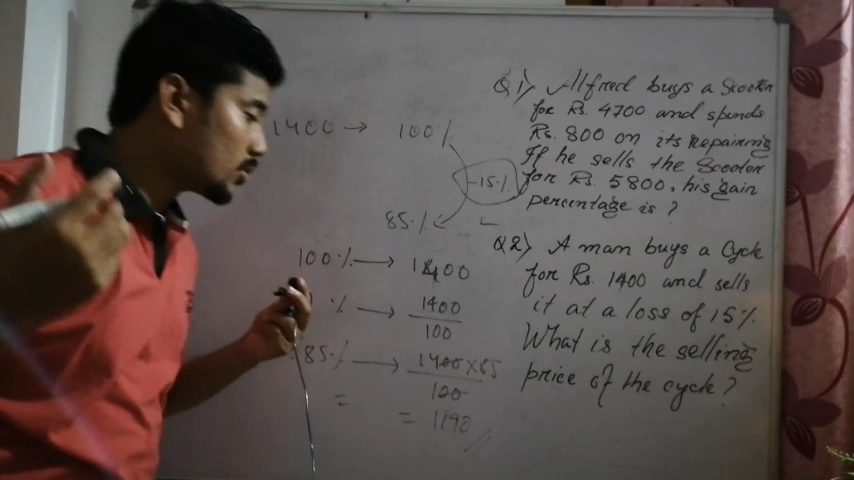 1400 → 100%
-15%
85%
100% → 1400
% → 1400
100
85% → 1400 × 85
100
=
= 1192
Q1) Alfred buys a Scooter
for Rs. 4700 and spends
Rs. 800 on its repairing
If he sells the Scooter
for Rs. 5800, his gain
percentage is ?
Q2) A man buys a Cycle
for Rs. 1400 and sells
it at a loss of 15%.
What is the selling
price of the cycle?